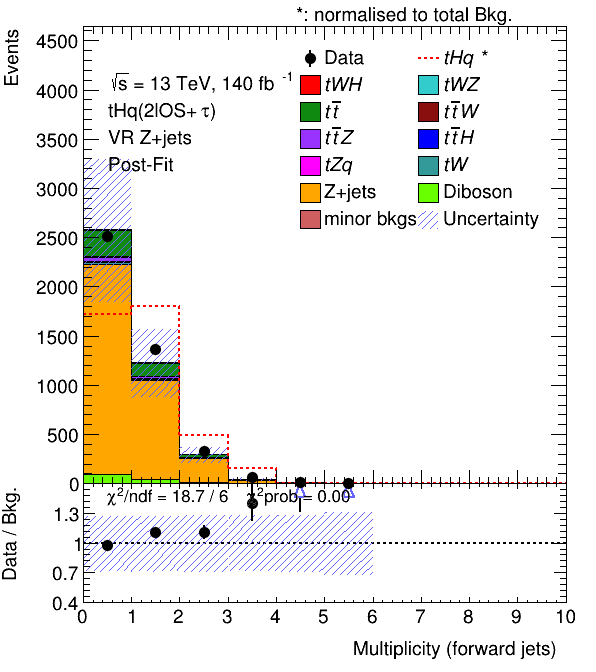 *: normalised to total Bkg.
Events
4500
4000
3500
3000
2500
2000
1500
1000
500
0
√s = 13 TeV, 140 fb -1
tHq(2lOS+ τ)
VR Z+jets
Post-Fit
Data
tHq *
tWH
tWZ
tt̅
tt̅W
tt̅Z
tt̅H
tZq
tW
Z+jets
Diboson
minor bkgs
Uncertainty
χ²/ndf = 18.7 / 6 χ²prob = 0.00
Data / Bkg.
1.3
1
0.7
0.4
0 1 2 3 4 5 6 7 8 9 10
Multiplicity (forward jets)